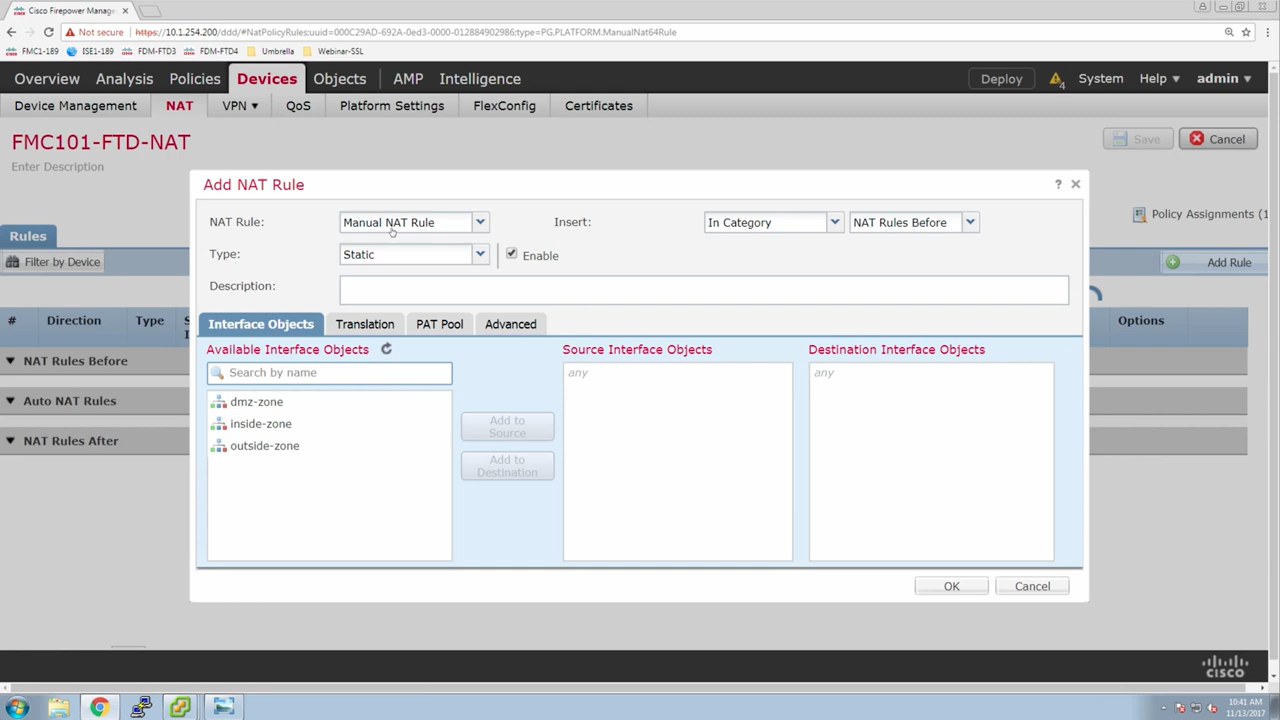 Cisco Firepower Manage
Not secure
https://10.1.254.200/ddd/#NatPolicyRules:uuid=000C29AD-692A-0ed3-0000-012884902986;type=PG.PLATFORM.ManualNat64Rule
FMC1-189 ISE1-189 FDM-FTD3 FDM-FTD4 Umbrella Webinar-SSL
Overview Analysis Policies Devices Objects AMP Intelligence Deploy 4 System Help admin
Device Management NAT VPN QoS Platform Settings FlexConfig Certificates
FMC101-FTD-NAT
Save Cancel
Enter Description
Add NAT Rule
? 
NAT Rule: Manual NAT Rule Insert: In Category NAT Rules Before
Policy Assignments (1
Rules
Type: Static Enable
Filter by Device
Add Rule
Description:
# Direction Type S
I
Options
Interface Objects Translation PAT Pool Advanced
Available Interface Objects Source Interface Objects Destination Interface Objects
NAT Rules Before
Search by name any any
Auto NAT Rules
dmz-zone
inside-zone
outside-zone
NAT Rules After
Add to
Source
Add to
Destination
OK Cancel
CISCO
10:41 AM
11/13/2017